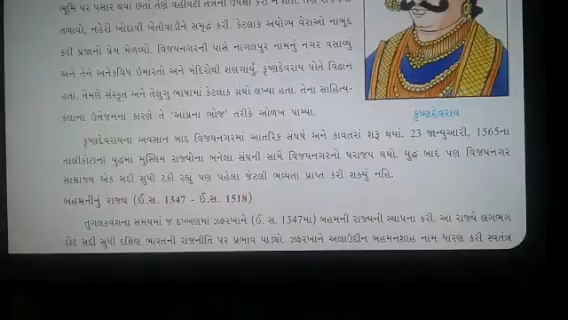 ભૂમિ પર પસાર થવા છતાં તેણે વહીવટી તંત્રની ઉપેક્ષા કરી ન હતી.
તળાવો, નહેરો ખોદાવી ખેતીવાડીને સમૃદ્ધ કરી. કેટલાક અયોગ્ય વેરાઓ નાબૂદ
કરી પ્રજાનો પ્રેમ મેળવ્યો. વિજયનગરની પાસે નાગલપુર નામનું નગર વસાવ્યું
અને તેને અનેકવિધ ઇમારતો અને મંદિરોથી શણગાર્યું. કૃષ્ણદેવરાય પોતે વિદ્વાન
હતા. તેમણે સંસ્કૃત અને તેલુગુ ભાષામાં કેટલાક ગ્રંથો લખ્યા હતા. તેના સાહિત્ય-
કલાના ઉત્તેજનના કારણે તે 'આંધ્રના ભોજ' તરીકે ઓળખ પામ્યા.
કૃષ્ણદેવરાય
કૃષ્ણદેવરાયના અવસાન બાદ વિજયનગરમાં આંતરિક સંઘર્ષ અને કાવતરાં શરૂ થયાં. 23 જાન્યુઆરી, 1565ના
તાલીકોટાના યુદ્ધમાં મુસ્લિમ રાજ્યોના બનેલા સંઘની સામે વિજયનગરનો પરાજય થયો. યુદ્ધ બાદ પણ વિજયનગર
સામ્રાજ્ય એક સદી સુધી ટકી રહ્યું પણ પહેલાં જેટલી ભવ્યતા પ્રાપ્ત કરી શક્યું નહિ.
બહમનીનું રાજ્ય (ઈ.સ. 1347 - ઈ.સ. 1518)
તુગલકવંશના સમયમાં જ દખ્ખણમાં ઝફરખાને (ઈ. સ. 1347માં) બહમની રાજ્યની સ્થાપના કરી. આ રાજ્યે લગભગ
દોઢ સદી સુધી દક્ષિણ ભારતની રાજનીતિ પર પ્રભાવ પાડ્યો. ઝફરખાને અલાઉદ્દીન બહમનશાહ નામ ધારણ કરી સ્વતંત્ર